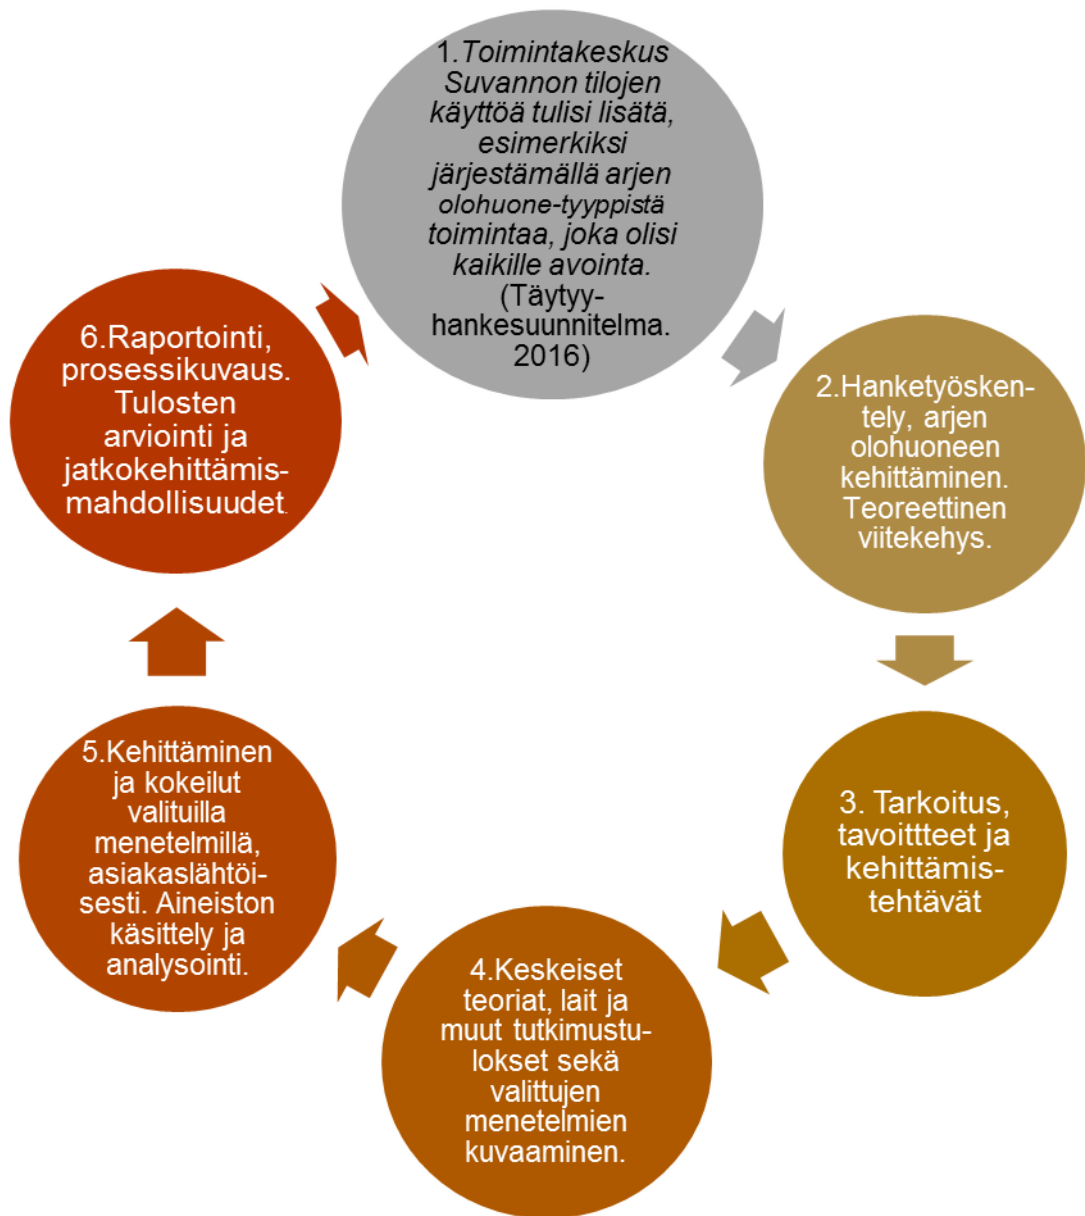 1.Toimintakeskus
Suvannon tilojen
käyttöä tulisi lisätä,
esimerkiksi
järjestämällä arjen
olohuone-tyyppistä
toimintaa, joka olisi
kaikille avointa.
(Täytyy-
hankesuunnitelma.
2016)
2.Hanketyösken-
tely, arjen
olohuoneen
kehittäminen.
Teoreettinen
viitekehys.
3. Tarkoitus,
tavoittteet ja
kehittämis-
tehtävät
4.Keskeiset
teoriat, lait ja
muut tutkimustu-
lokset sekä
valittujen
menetelmien
kuvaaminen.
5.Kehittäminen
ja kokeilut
valituilla
menetelmillä,
asiakaslähtöi-
sesti. Aineiston
käsittely ja
analysointi.
6.Raportointi,
prosessikuvaus.
Tulosten
arviointi ja
jatkokehittämis-
mahdollisuudet.